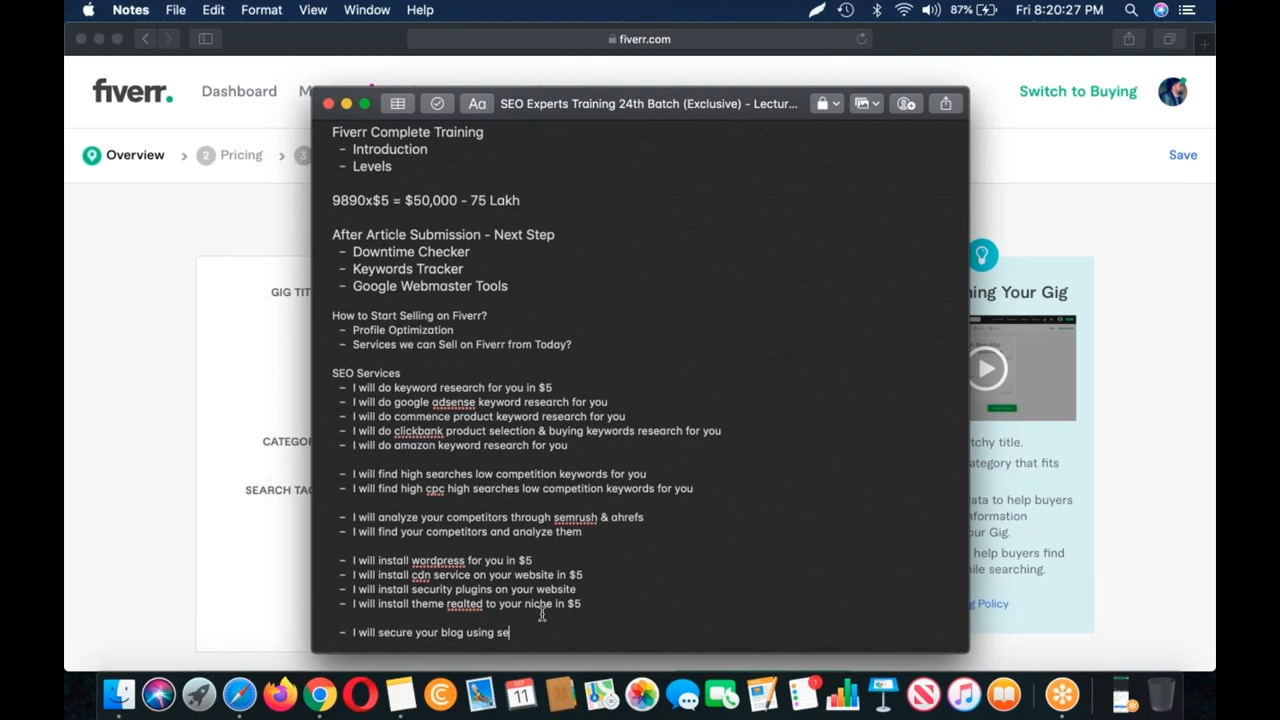 Notes File Edit Format View Window Help 87% Fri 8:20:27 PM
fiverr.com
fiverr. Dashboard M Switch to Buying
Overview 2 Pricing 3 Save
Aa SEO Experts Training 24th Batch (Exclusive) - Lectur...
Fiverr Complete Training
- Introduction
- Levels
9890x$5 = $50,000 - 75 Lakh
After Article Submission - Next Step
- Downtime Checker
- Keywords Tracker
- Google Webmaster Tools
How to Start Selling on Fiverr?
- Profile Optimization
- Services we can Sell on Fiverr from Today?
SEO Services
- I will do keyword research for you in $5
- I will do google adsense keyword research for you
- I will do commence product keyword research for you
- I will do clickbank product selection & buying keywords research for you
- I will do amazon keyword research for you
- I will find high searches low competition keywords for you
- I will find high cpc high searches low competition keywords for you
- I will analyze your competitors through semrush & ahrefs
- I will find your competitors and analyze them
- I will install wordpress for you in $5
- I will install cdn service on your website in $5
- I will install security plugins on your website
- I will install theme realted to your niche in $5
- I will secure your blog using se
GIG TIT
CATEGO
SEARCH TAG
ning Your Gig
tchy title.
ategory that fits
ata to help buyers
nformation
our Gig.
help buyers find
ile searching.
g Policy
11
1